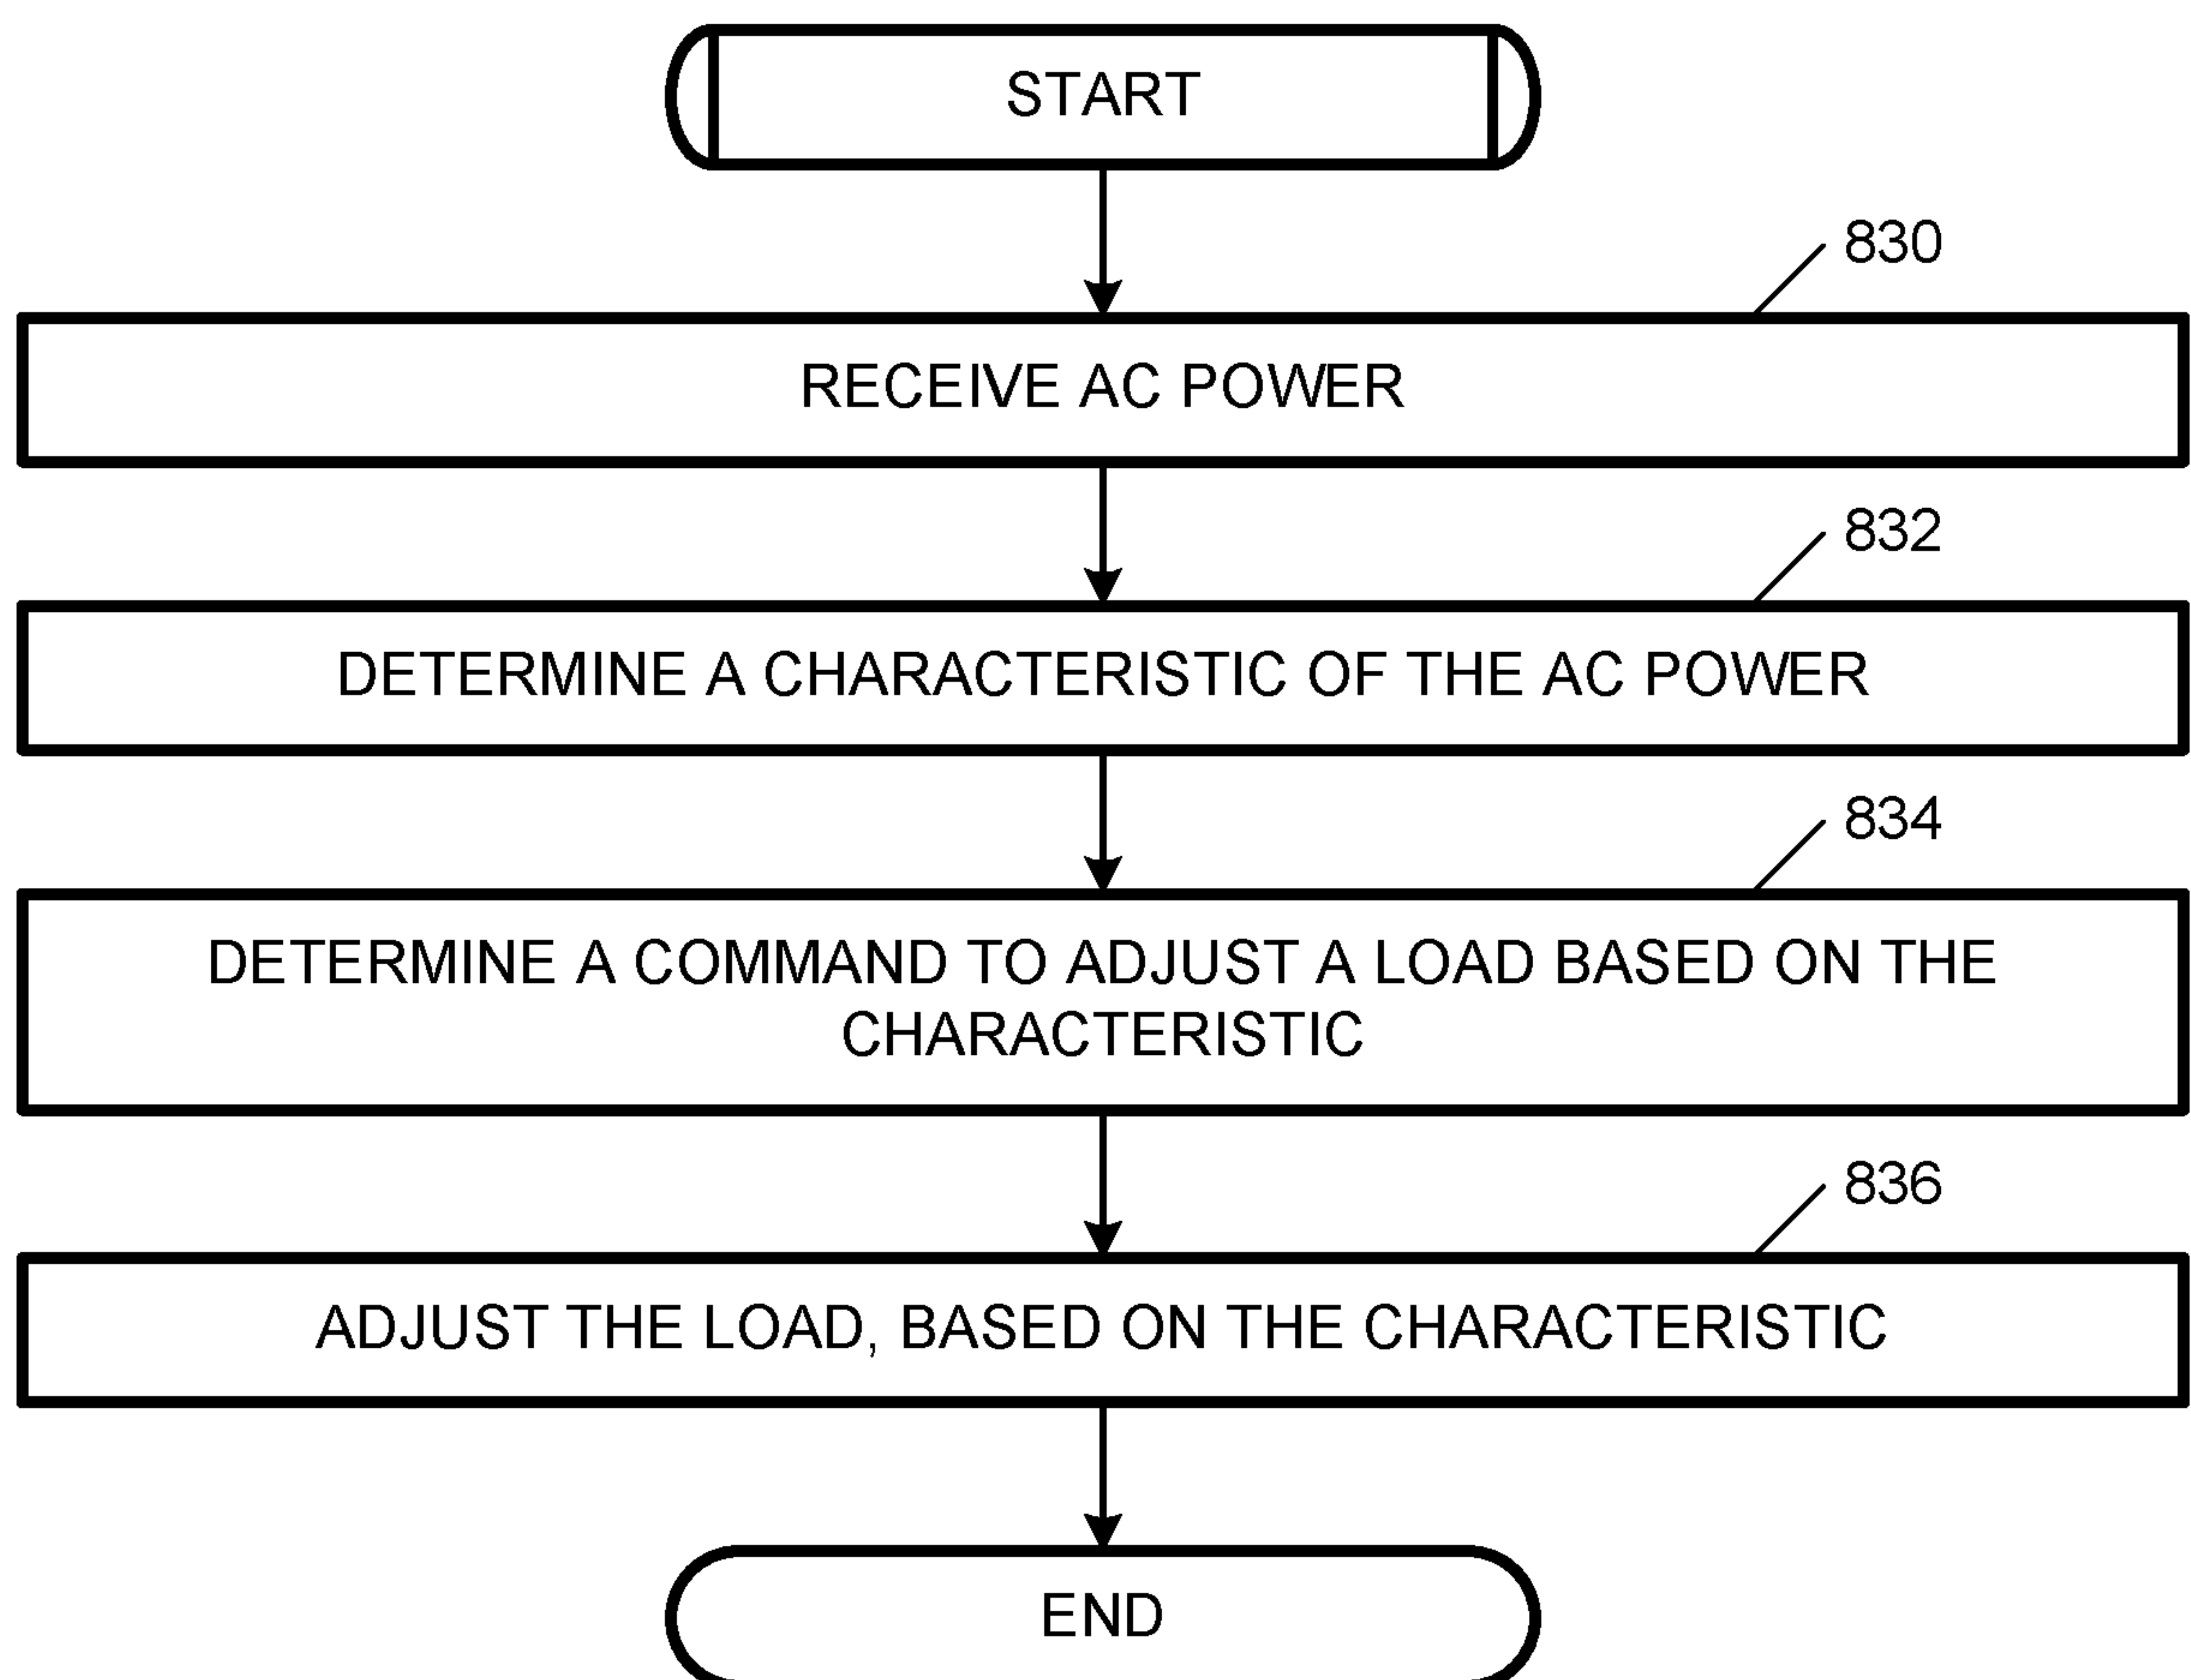 START
830
RECEIVE AC POWER
832
DETERMINE A CHARACTERISTIC OF THE AC POWER
834
DETERMINE A COMMAND TO ADJUST A LOAD BASED ON THE
CHARACTERISTIC
836
ADJUST THE LOAD, BASED ON THE CHARACTERISTIC
END